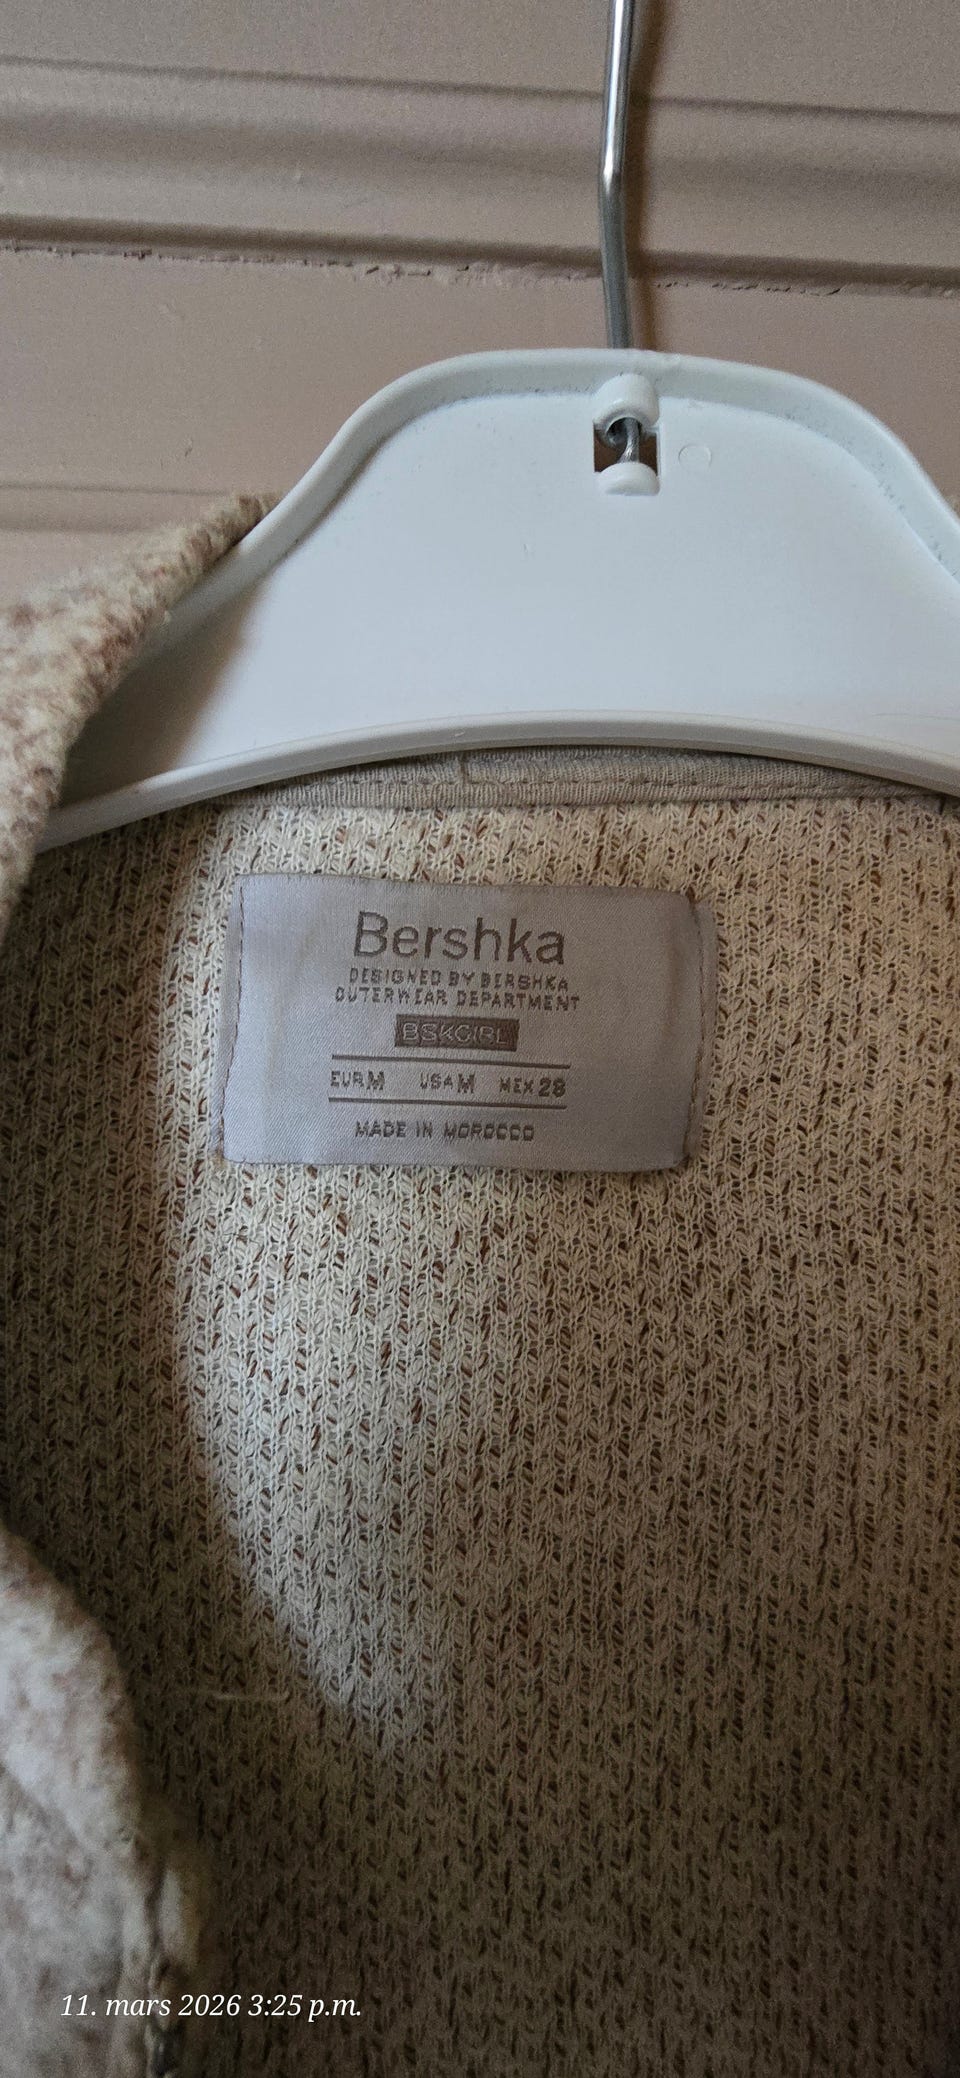 Bershka
DESIGNED BY BERSHKA
OUTERWEAR DEPARTMENT
BSKGIRL
EUR M USA M MEX 28
MADE IN MOROCCO
11. mars 2026 3:25 p.m.